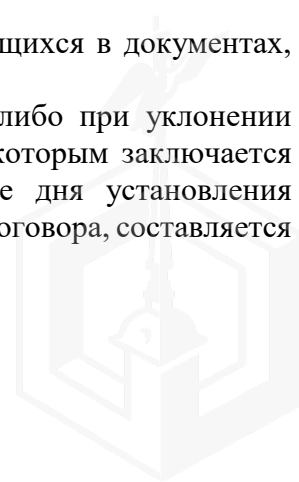 щихся в документах,
либо при уклонении
которым заключается
е дня установления
оговора, составляется